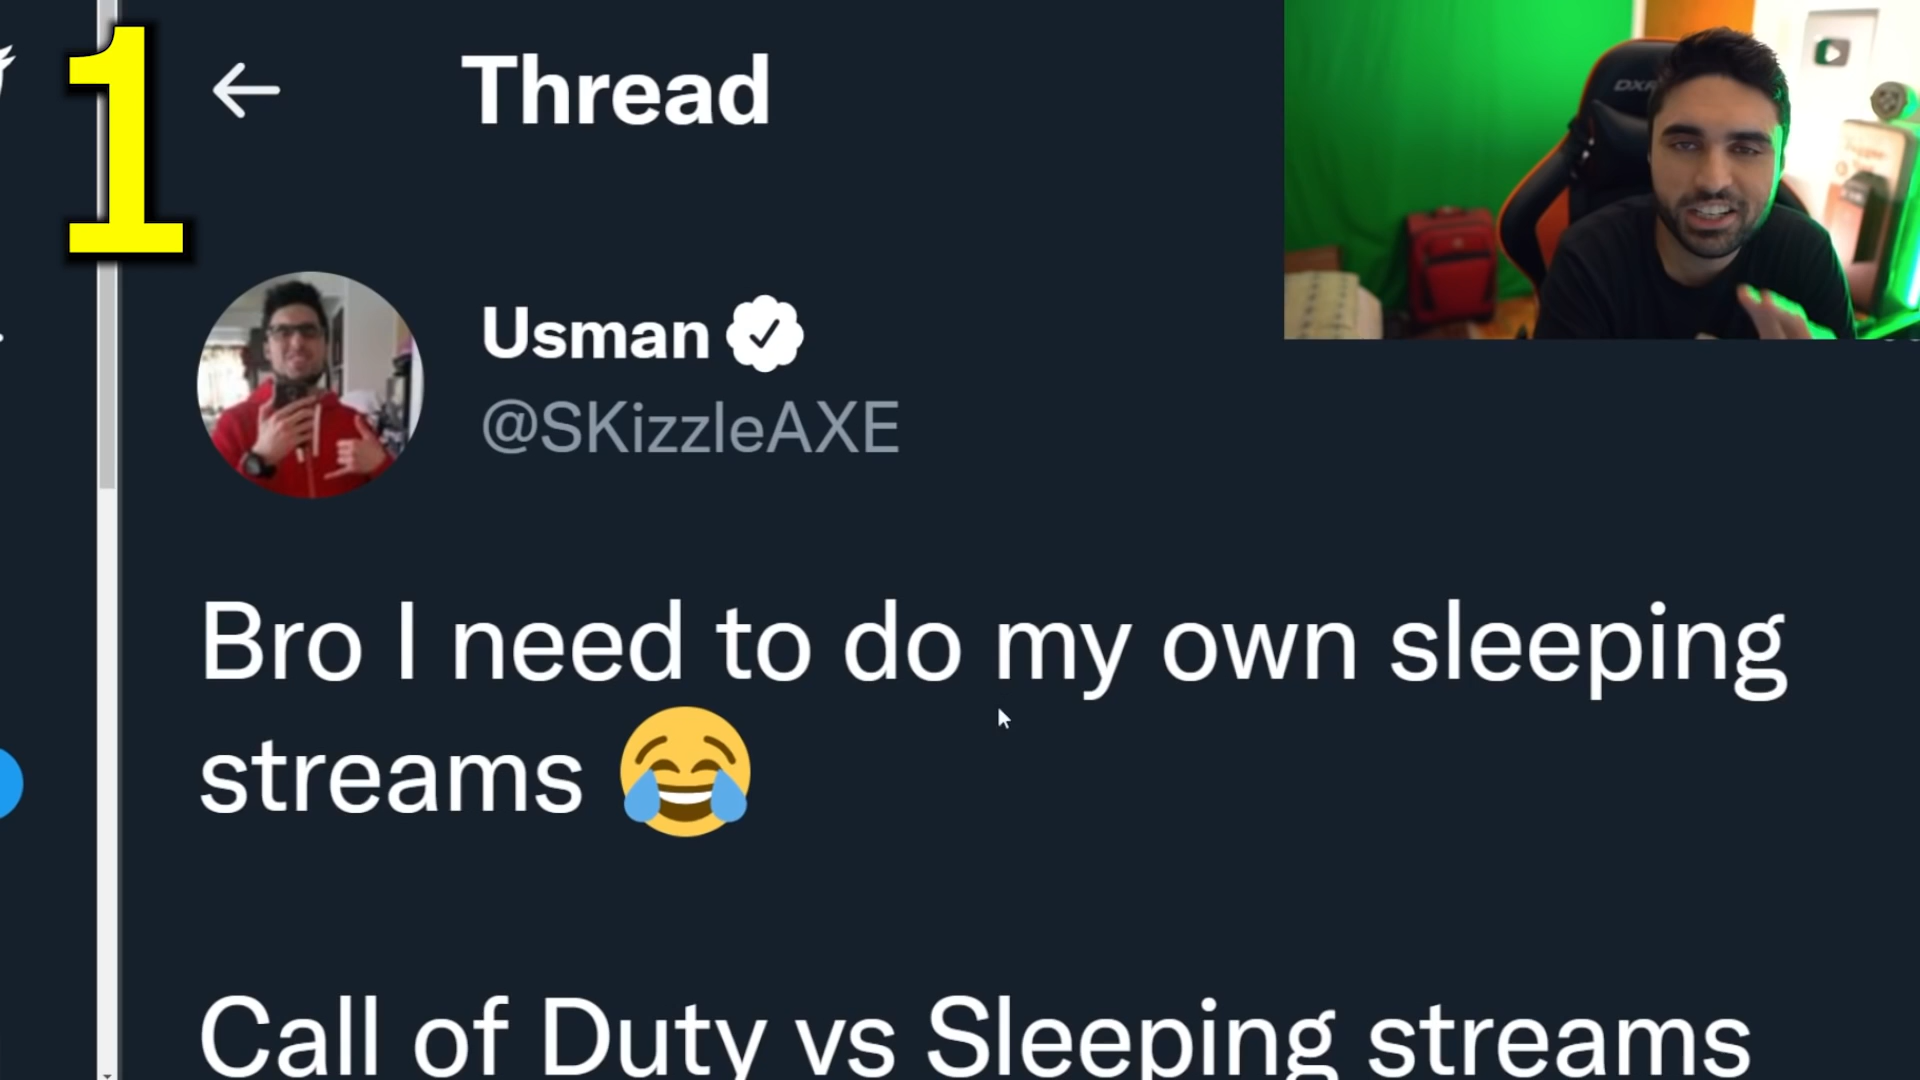 1
Thread
Usman
@SKizzleAXE
Bro I need to do my own sleeping
streams 😂
Call of Duty vs Sleeping streams